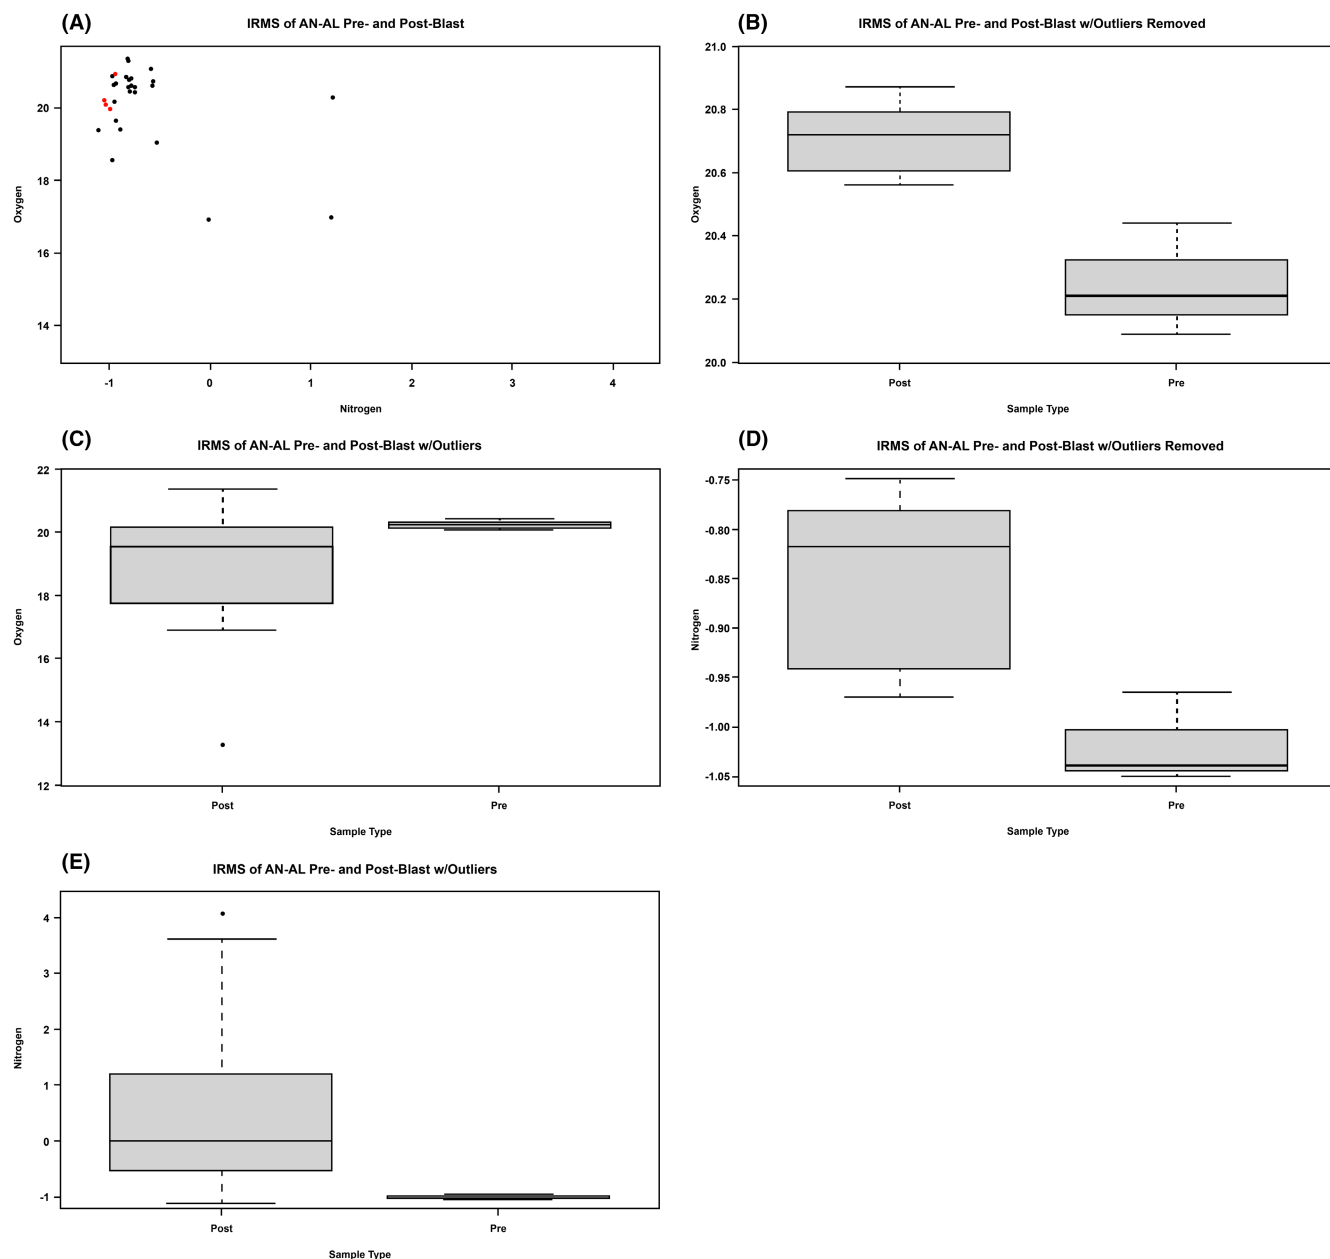 (A)
IRMS of AN-AL Pre- and Post-Blast
Oxygen
20
18
16
14
-1 0 1 2 3 4
Nitrogen
(B)
IRMS of AN-AL Pre- and Post-Blast w/Outliers Removed
Oxygen
21.0
20.8
20.6
20.4
20.2
20.0
Post Pre
Sample Type
(C)
IRMS of AN-AL Pre- and Post-Blast w/Outliers
Oxygen
22
20
18
16
14
12
Post Pre
Sample Type
(D)
IRMS of AN-AL Pre- and Post-Blast w/Outliers Removed
Nitrogen
-0.75
-0.80
-0.85
-0.90
-0.95
-1.00
-1.05
Post Pre
Sample Type
(E)
IRMS of AN-AL Pre- and Post-Blast w/Outliers
Nitrogen
4
3
2
1
0
-1
Post Pre
Sample Type